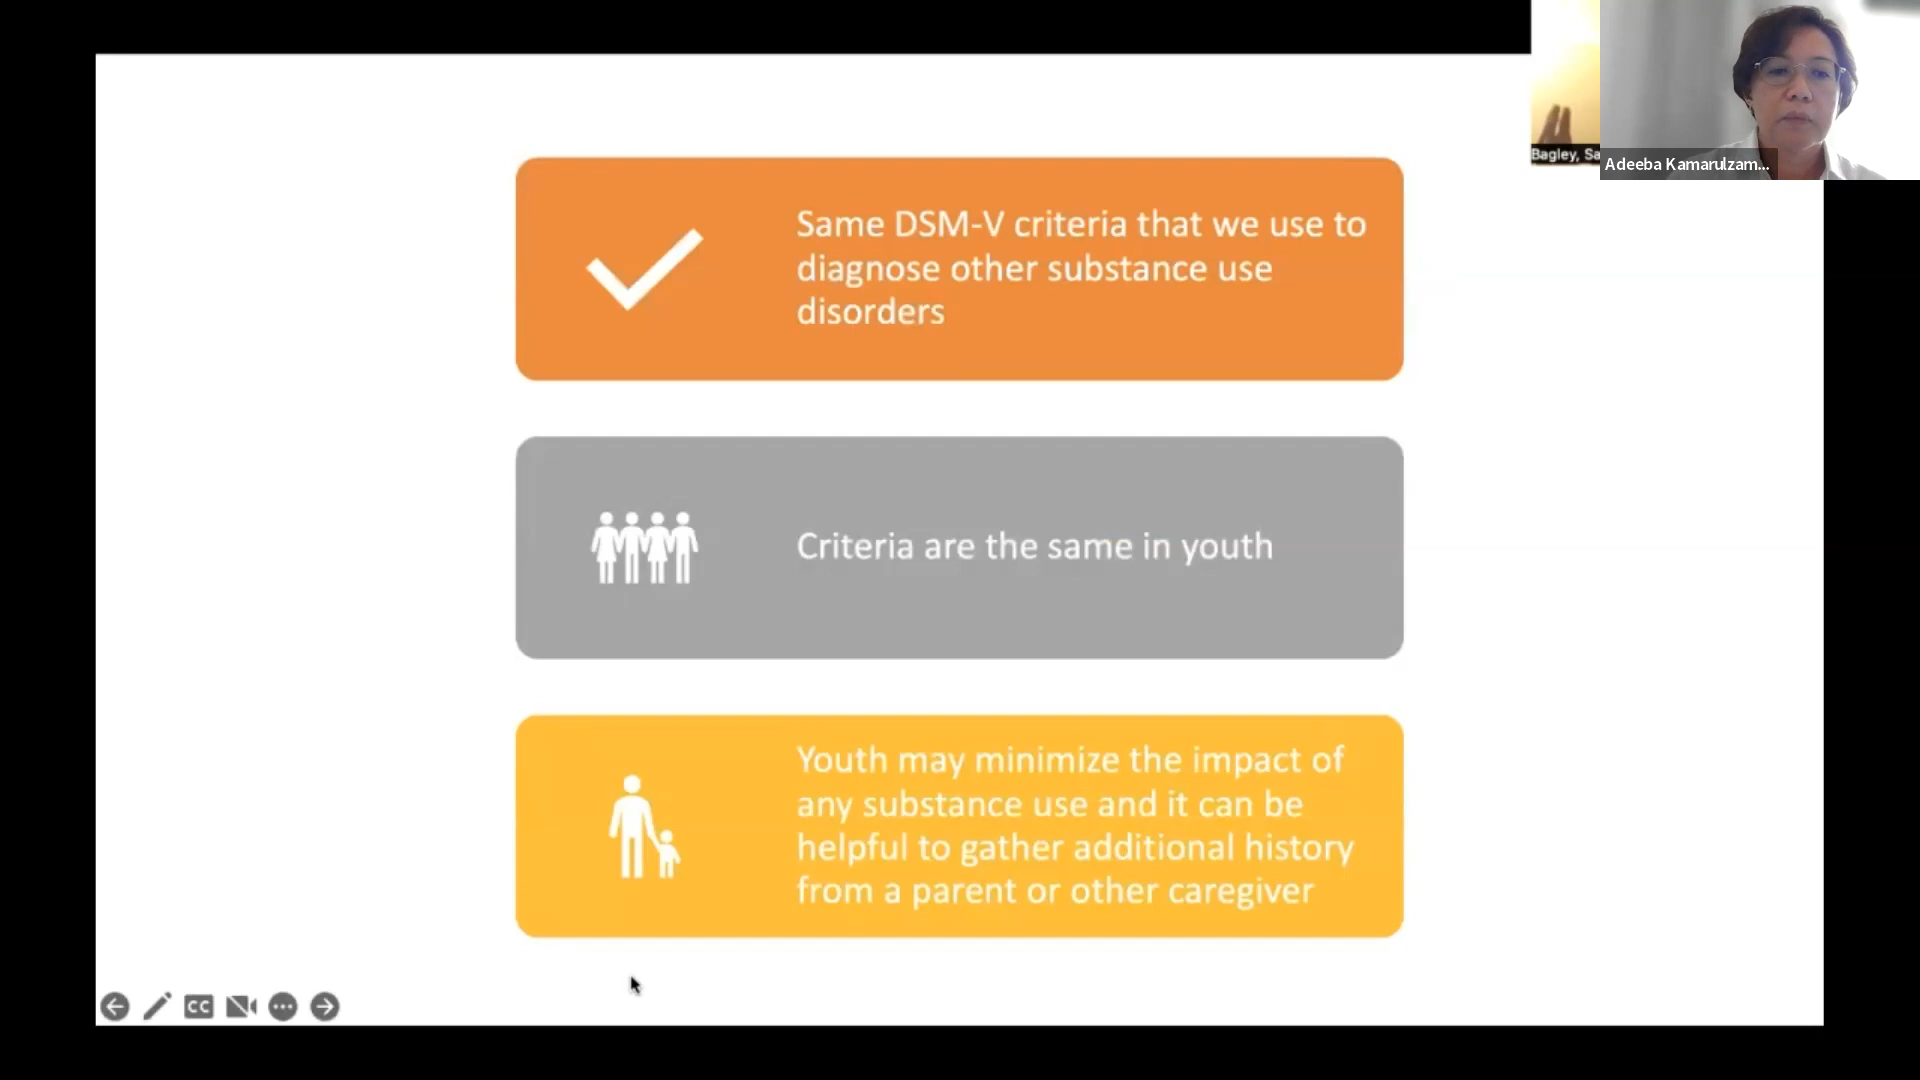 Bagley, Sa
Adeeba Kamarulzam...
Same DSM-V criteria that we use to
diagnose other substance use
disorders
Criteria are the same in youth
Youth may minimize the impact of
any substance use and it can be
helpful to gather additional history
from a parent or other caregiver
CC